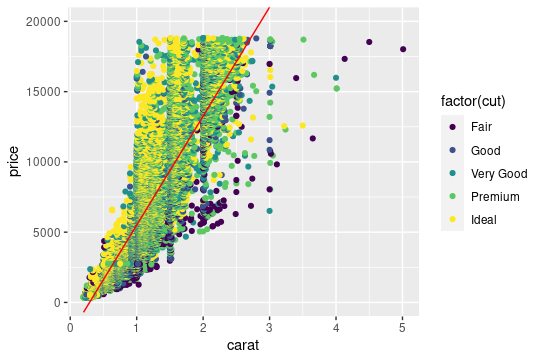 20000
15000
10000
5000
0
price
0
1
2
3
4
5
carat
factor(cut)
Fair
Good
Very Good
Premium
Ideal